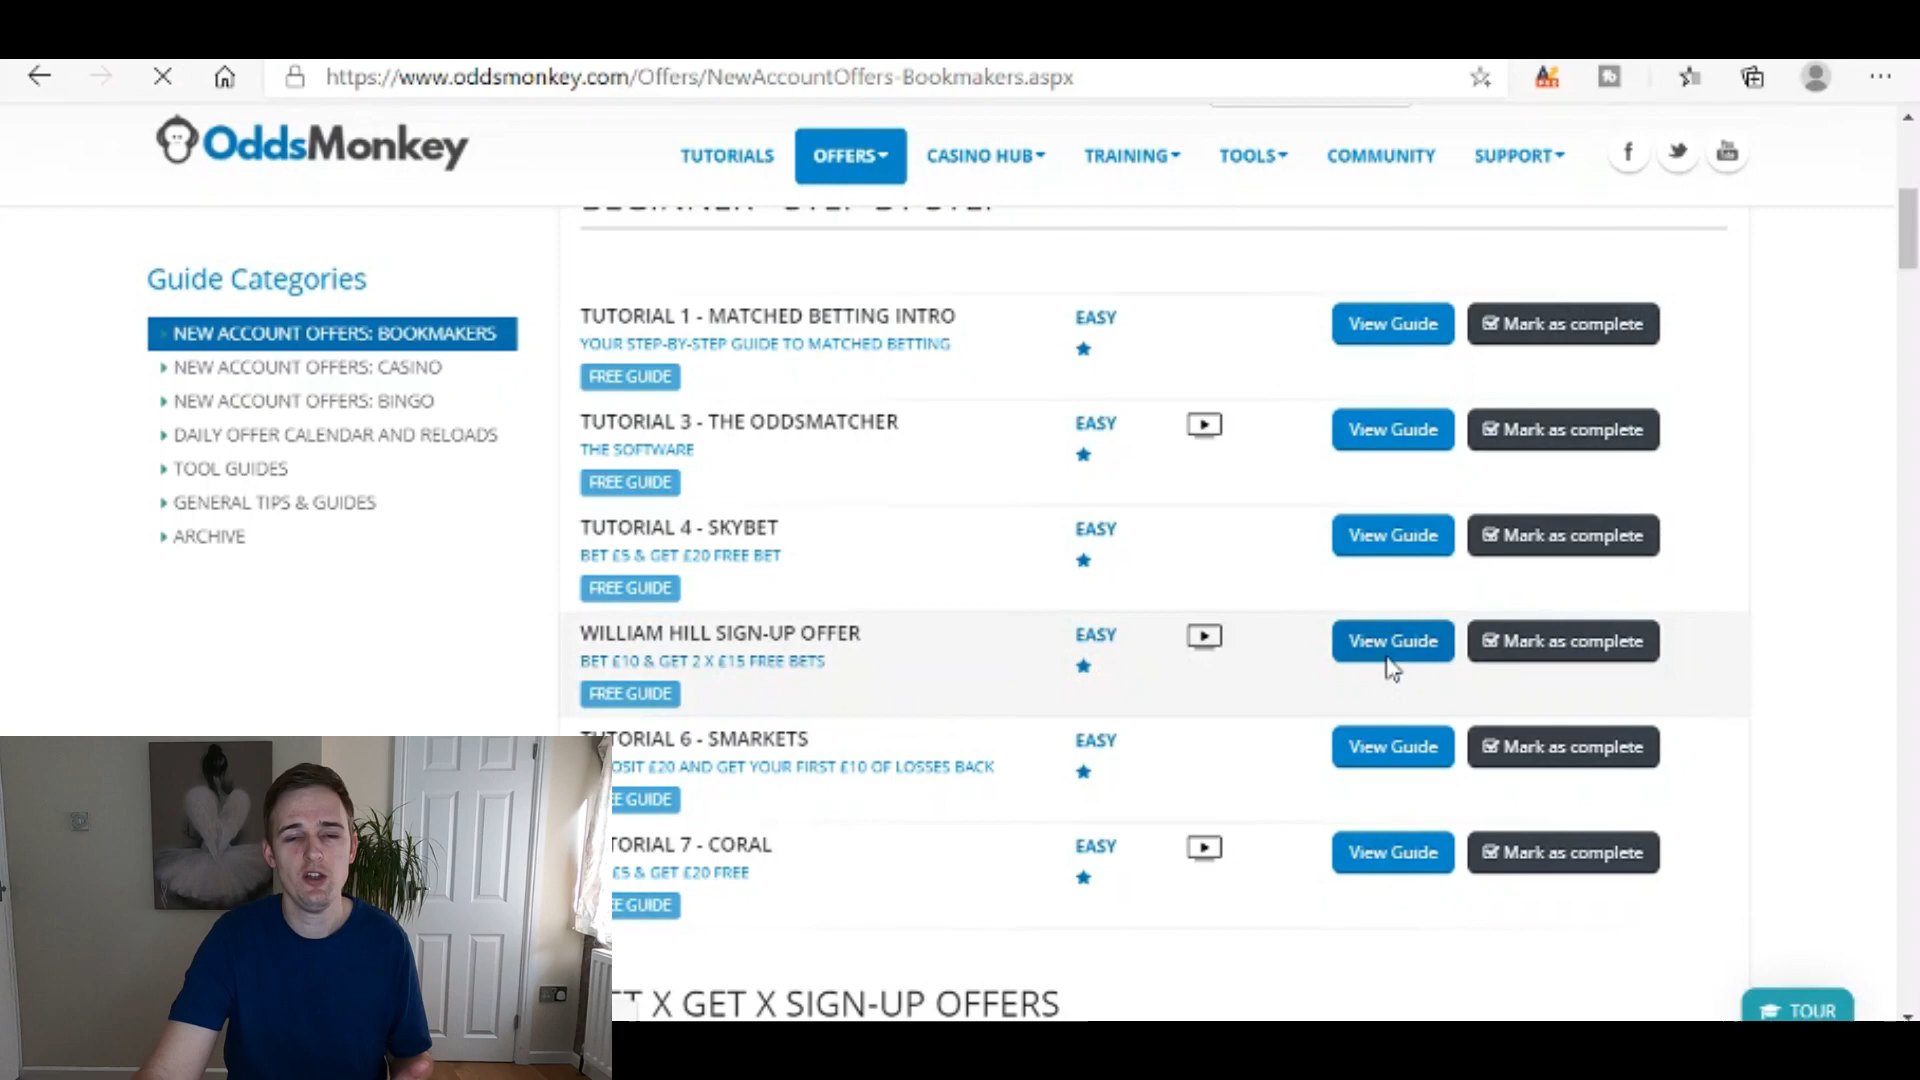 https://www.oddsmonkey.com/Offers/NewAccountOffers-Bookmakers.aspx
OddsMonkey
TUTORIALS
OFFERS
CASINO HUB
TRAINING
TOOLS
COMMUNITY
SUPPORT
Guide Categories
NEW ACCOUNT OFFERS: BOOKMAKERS
NEW ACCOUNT OFFERS: CASINO
NEW ACCOUNT OFFERS: BINGO
DAILY OFFER CALENDAR AND RELOADS
TOOL GUIDES
GENERAL TIPS & GUIDES
ARCHIVE
TUTORIAL 1 - MATCHED BETTING INTRO
EASY
View Guide
Mark as complete
YOUR STEP-BY-STEP GUIDE TO MATCHED BETTING
FREE GUIDE
TUTORIAL 3 - THE ODDSMATCHER
EASY
View Guide
Mark as complete
THE SOFTWARE
FREE GUIDE
TUTORIAL 4 - SKYBET
EASY
View Guide
Mark as complete
BET £5 & GET £20 FREE BET
FREE GUIDE
WILLIAM HILL SIGN-UP OFFER
EASY
View Guide
Mark as complete
BET £10 & GET 2 X £15 FREE BETS
FREE GUIDE
TUTORIAL 6 - SMARKETS
EASY
View Guide
Mark as complete
OSIT £20 AND GET YOUR FIRST £10 OF LOSSES BACK
EE GUIDE
TORIAL 7 - CORAL
EASY
View Guide
Mark as complete
£5 & GET £20 FREE
EE GUIDE
X GET X SIGN-UP OFFERS
TOUR